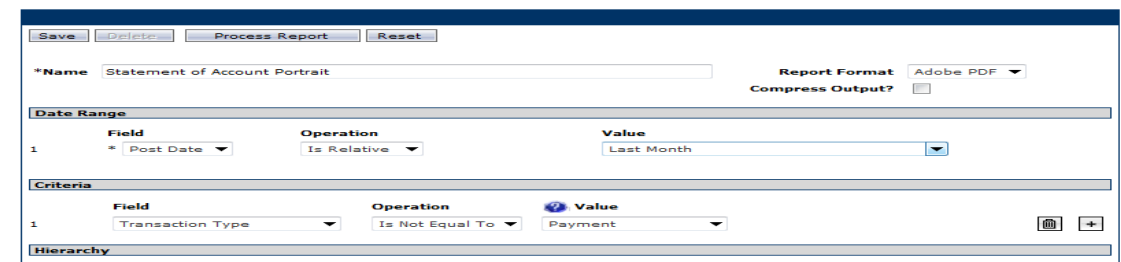 Save Delete Process Report Reset
*Name Statement of Account Portrait Report Format Adobe PDF
Compress Output?
Date Range
Field Operation Value
1 * Post Date Is Relative Last Month
Criteria
Field Operation Value
1 Transaction Type Is Not Equal To Payment
Hierarchy